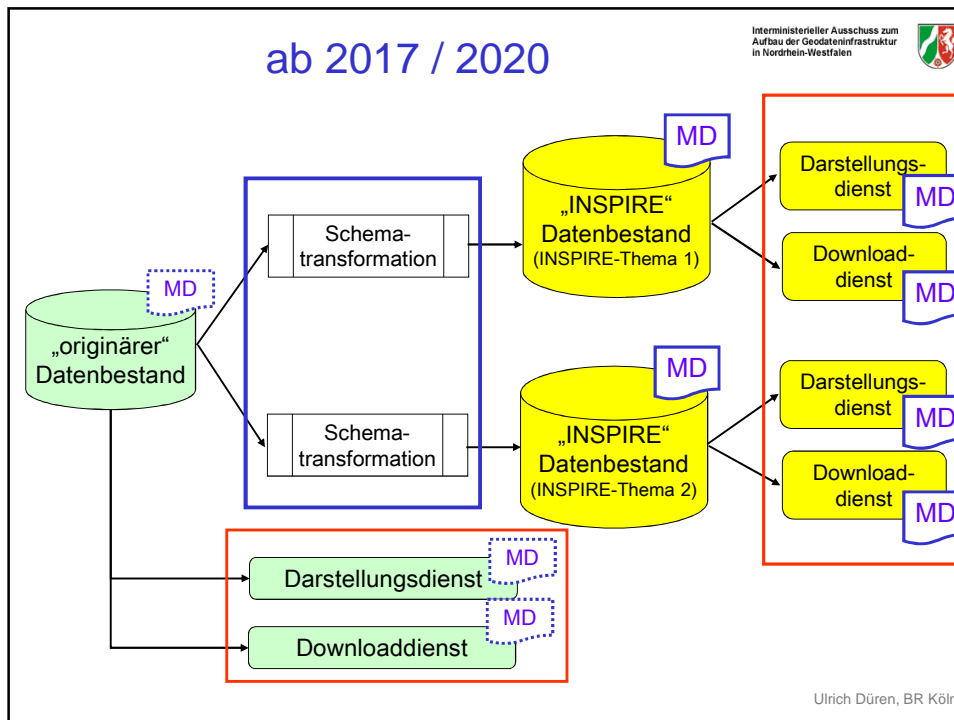 ab 2017 / 2020
Interministerieller Ausschuss zum
Aufbau der Geodateninfrastruktur
in Nordrhein-Westfalen
MD
„originärer“
Datenbestand
Schema-
transformation
Schema-
transformation
MD
„INSPIRE“
Datenbestand
(INSPIRE-Thema 1)
MD
„INSPIRE“
Datenbestand
(INSPIRE-Thema 2)
Darstellungs-
dienst
MD
Download-
dienst
MD
Darstellungs-
dienst
MD
Download-
dienst
MD
MD
Darstellungsdienst
MD
Downloaddienst
Ulrich Düren, BR Köln